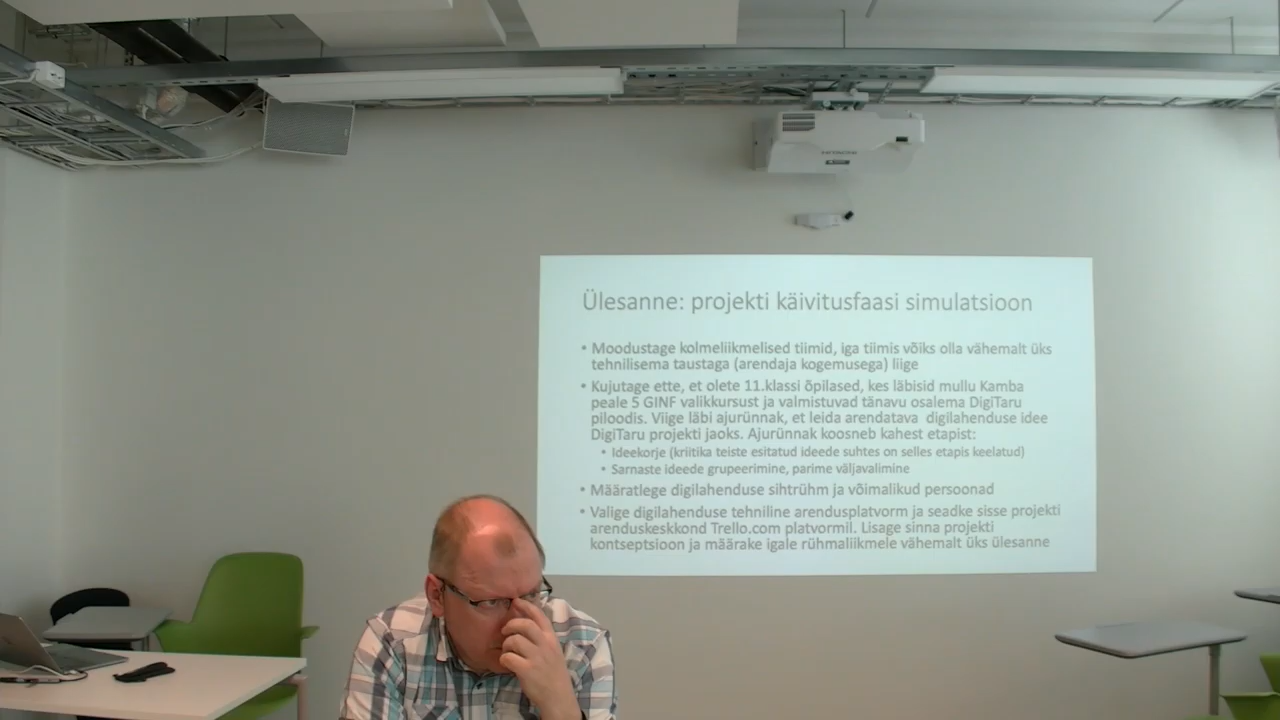 Ülesanne: projekti käivitusfaasi simulatsioon
• Moodustage kolmeliikmelised tiimid, iga tiimis võiks olla vähemalt üks
tehnilisema taustaga (arendaja kogemusega) liige
• Kujutage ette, et olete 11.klassi õpilased, kes läbisid mullu Kamba
peale 5 GINF valikkursust ja valmistuvad tänavu osalema DigiTaru
piloodis. Viige läbi ajurünnak, et leida arendatava digilahenduse idee
DigiTaru projekti jaoks. Ajurünnak koosneb kahest etapist:
• Ideekorje (kriitika teiste esitatud ideede suhtes on selles etapis keelatud)
• Sarnaste ideede grupeerimine, parime väljavalimine
• Määratlege digilahenduse sihtrühm ja võimalikud persoonad
• Valige digilahenduse tehniline arendusplatvorm ja seadke sisse projekti
arenduskeskkond Trello.com platvormil. Lisage sinna projekti
kontseptsioon ja määrake igale rühmaliikmele vähemalt üks ülesanne